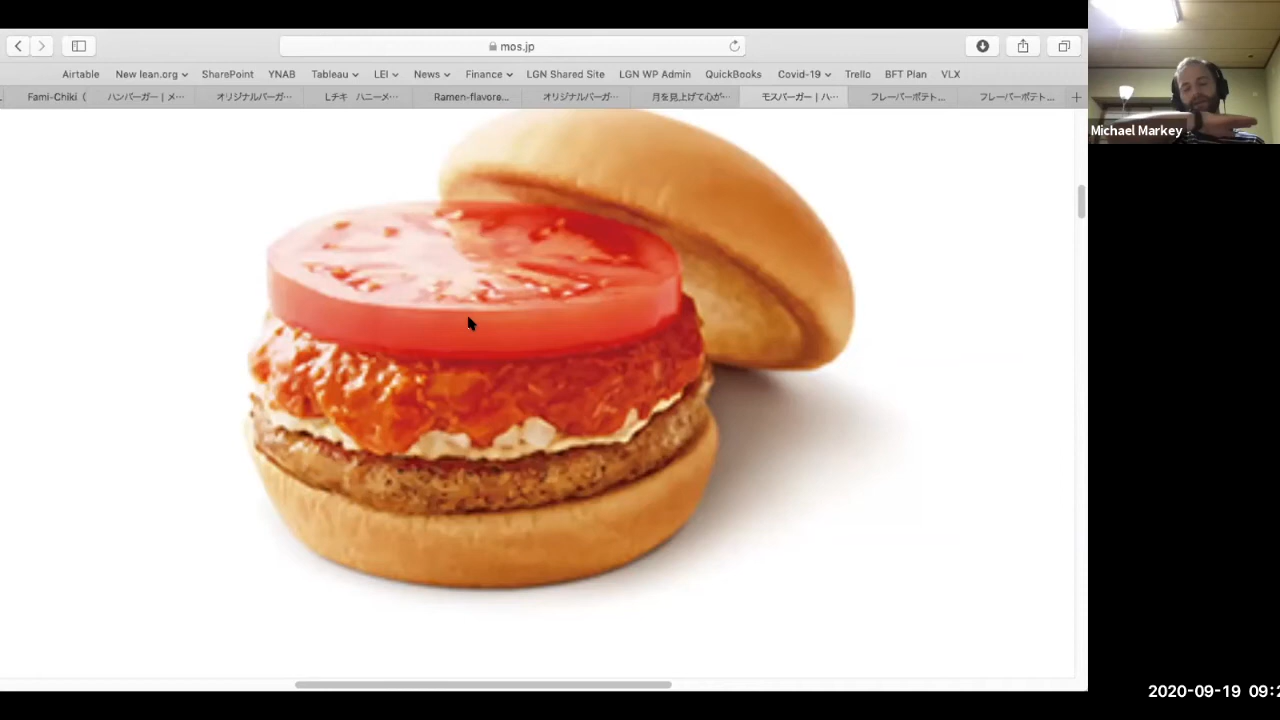 mos.jp
Airtable New lean.org SharePoint YNAB Tableau LEI News Finance LGN Shared Site LGN WP Admin QuickBooks Covid-19 Trello BFT Plan VLX
Fami-Chiki ( ハンバーガー | メ… オリジナルバーガ… Lチキ ハニーメ… Ramen-flavore... オリジナルバーガ… 月を見上げて心が… モスバーガー | ハ… フレーバーポテト… フレーバーポテト…
Michael Markey
2020-09-19 09:2